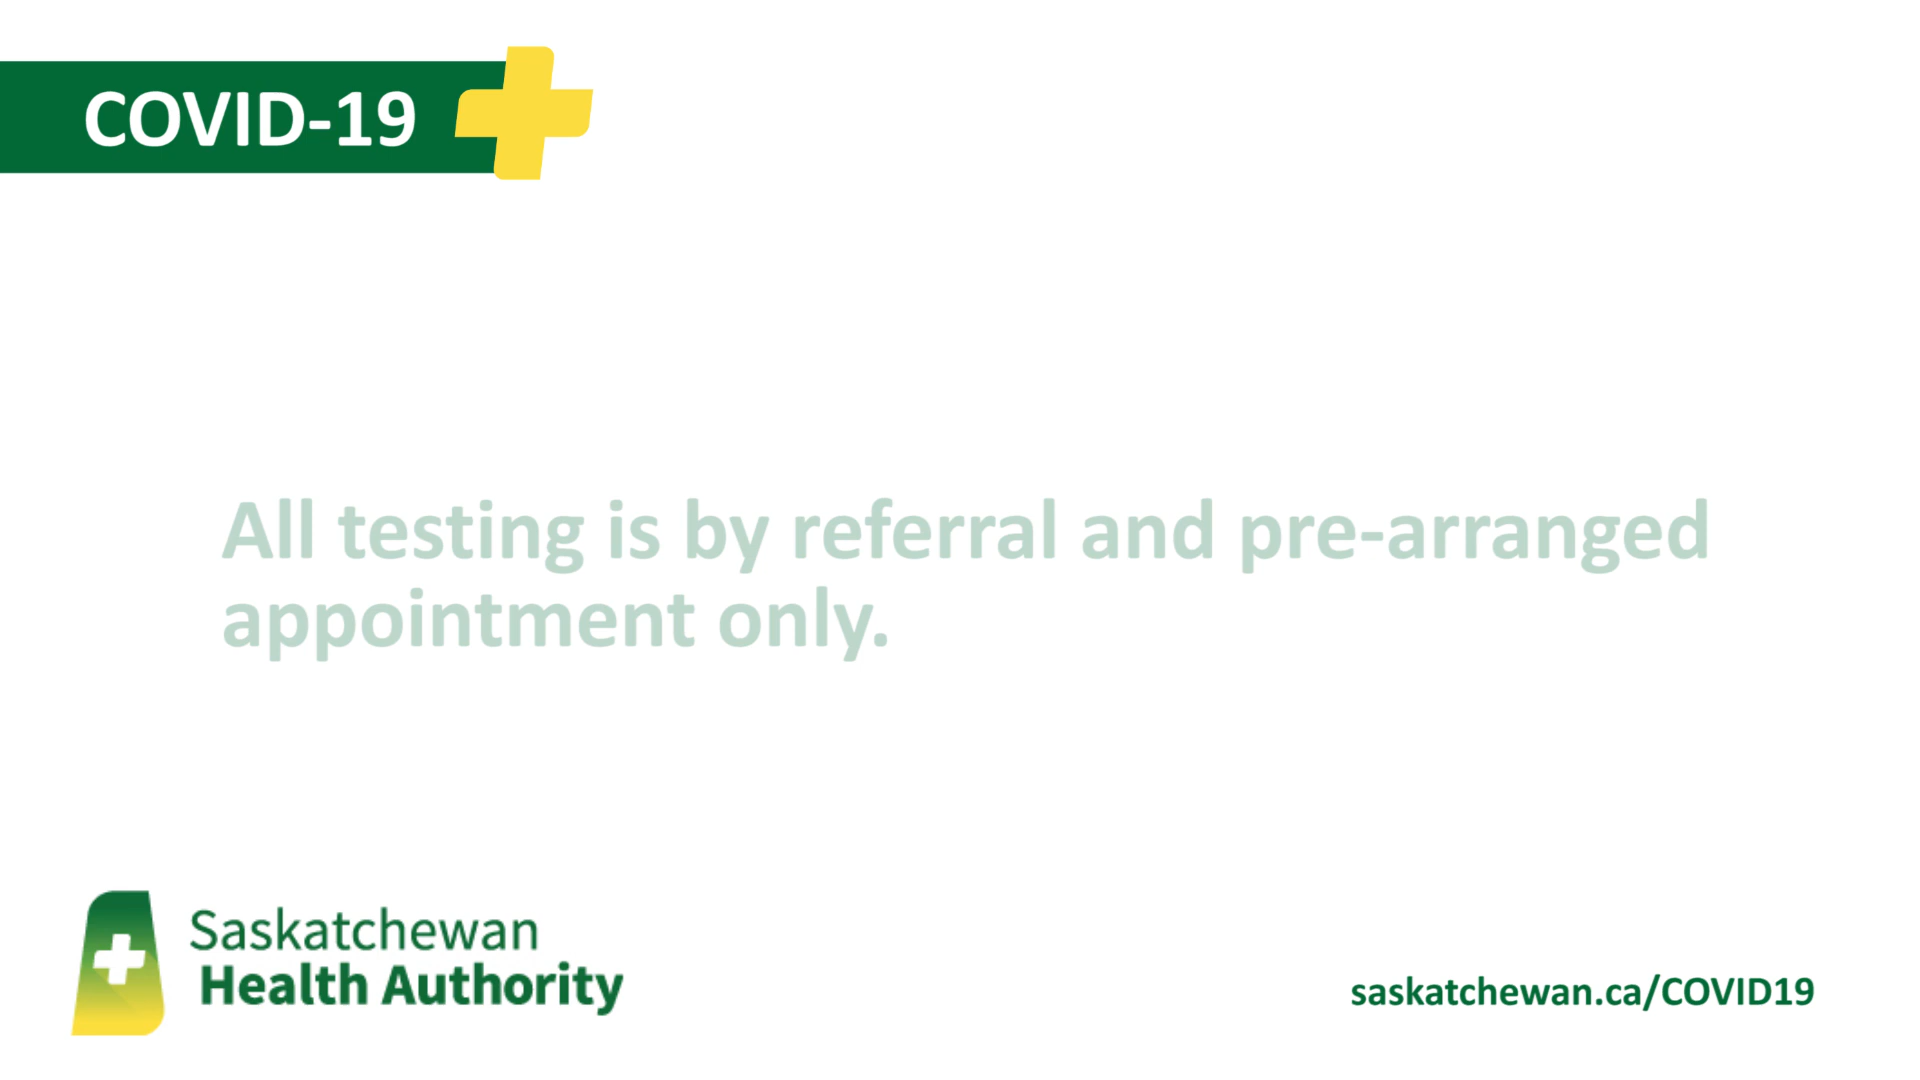 COVID-19
All testing is by referral and pre-arranged
appointment only.
Saskatchewan
Health Authority
saskatchewan.ca/COVID19